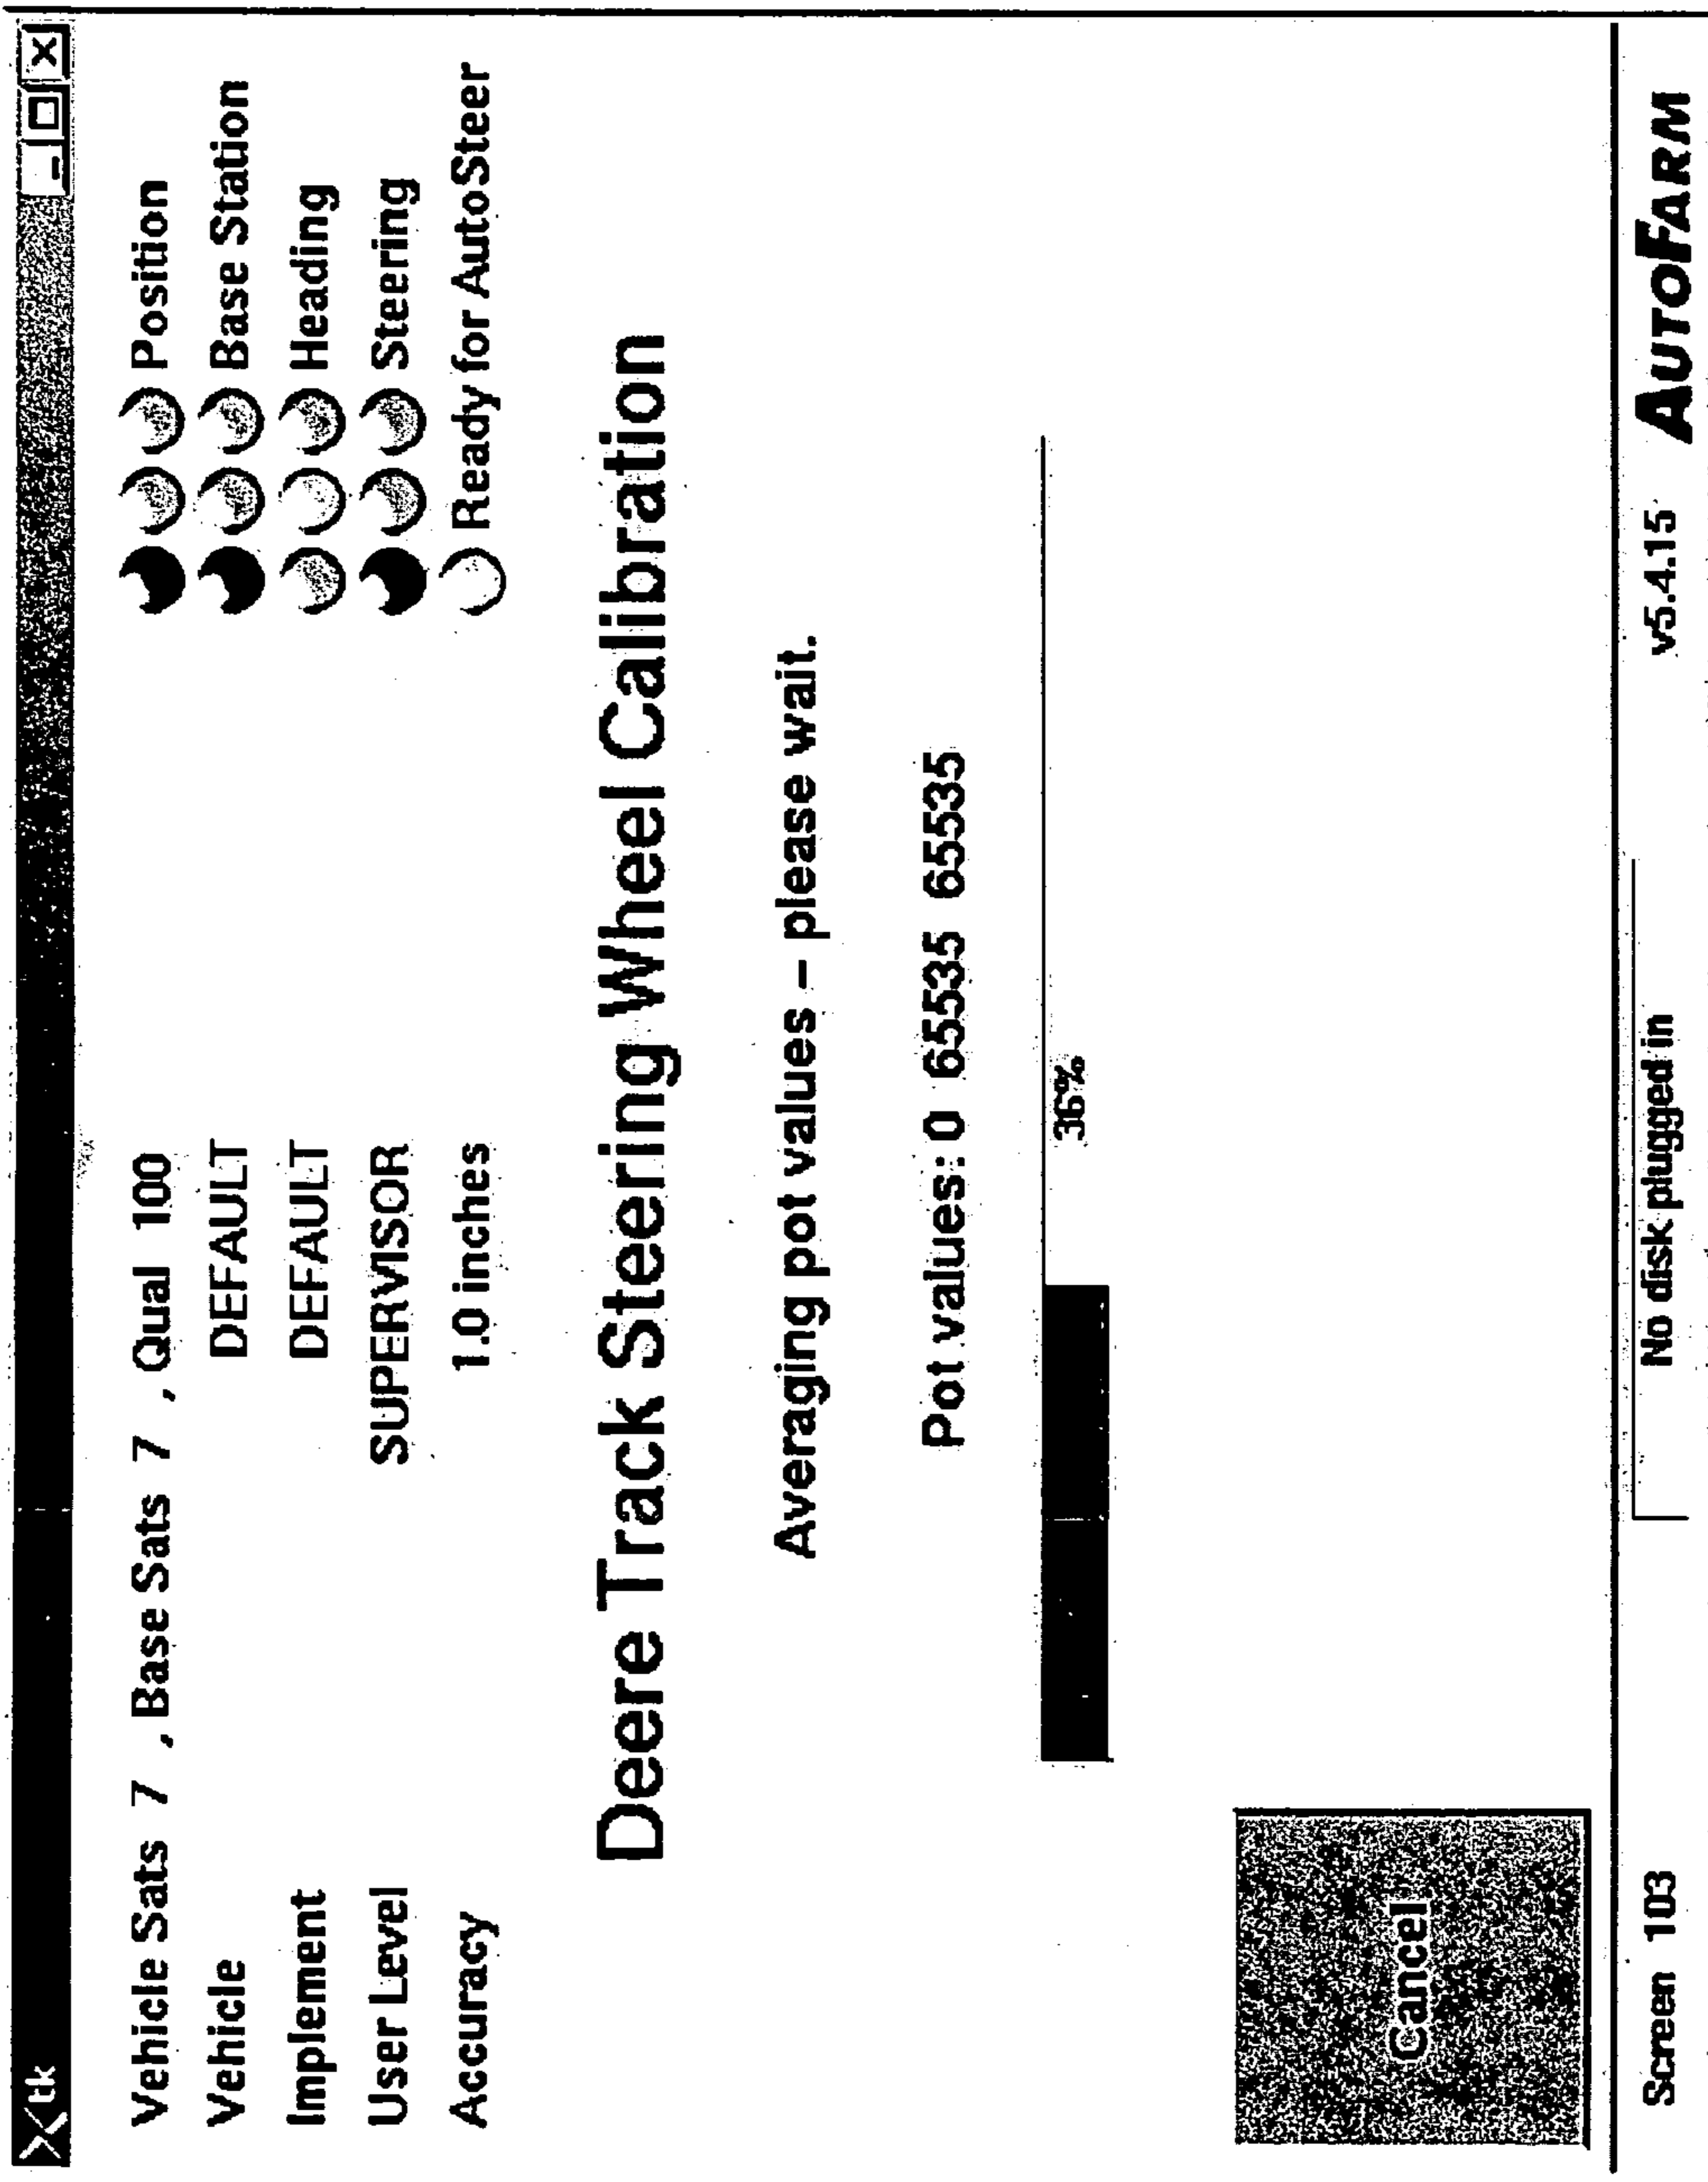 tk
Vehicle Sats 7 , Base Sats 7 , Qual 100 Position
Vehicle DEFAULT Base Station
Implement DEFAULT Heading
User Level SUPERVISOR Steering
Accuracy 1.0 inches Ready for AutoSteer
Deere Track Steering Wheel Calibration
Averaging pot values – please wait.
Pot values: 0 65535 65535
36%
Cancel
Screen 103 No disk plugged in v5.4.15 AUTOFARM